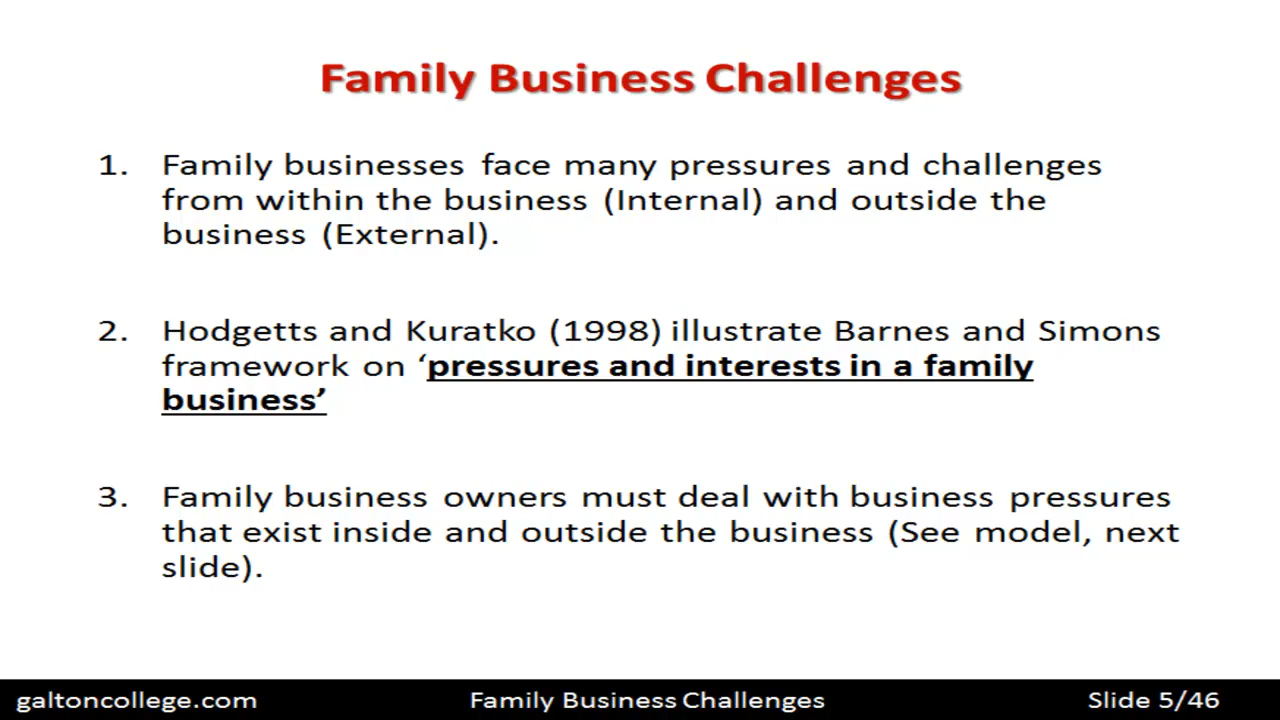 Family Business Challenges
1. Family businesses face many pressures and challenges
from within the business (Internal) and outside the
business (External).
2. Hodgetts and Kuratko (1998) illustrate Barnes and Simons
framework on ‘pressures and interests in a family
business’
3. Family business owners must deal with business pressures
that exist inside and outside the business (See model, next
slide).
galtoncollege.com Family Business Challenges Slide 5/46